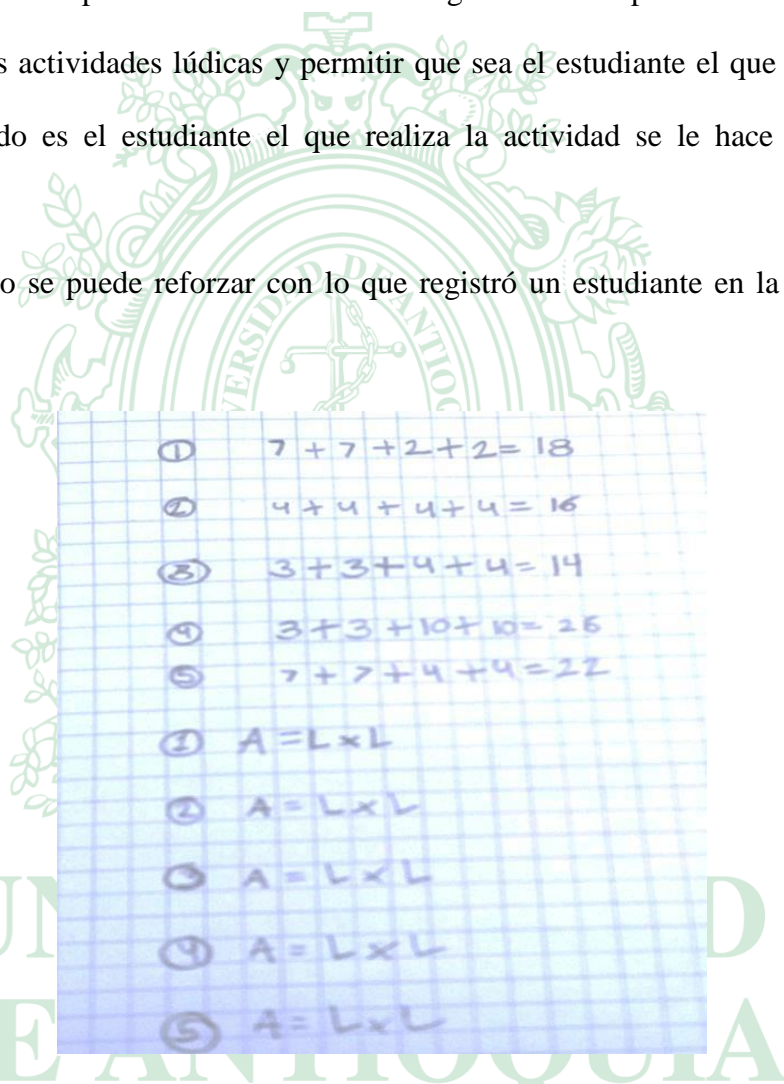 s actividades lúdicas y permitir que sea el estudiante el que
do es el estudiante el que realiza la actividad se le hace
o se puede reforzar con lo que registró un estudiante en la
① 7 + 7 + 2 + 2 = 18
② 4 + 4 + 4 + 4 = 16
③ 3 + 3 + 4 + 4 = 14
④ 3 + 3 + 10 + 10 = 26
⑤ 7 + 7 + 4 + 4 = 22
① A = L x L
② A = L x L
③ A = L x L
④ A = L x L
⑤ A = L x L